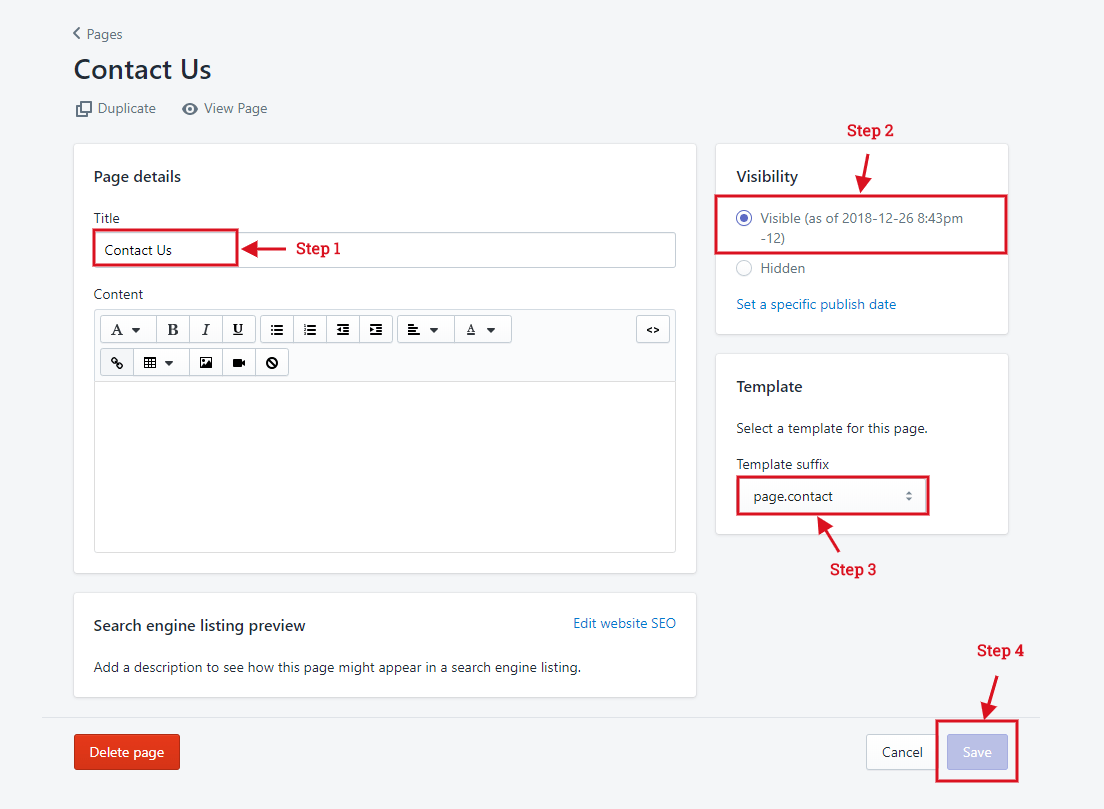 Pages
Contact Us
Duplicate View Page
Page details
Title
Contact Us
Step 1
Content
A B I U A <>
Search engine listing preview
Edit website SEO
Add a description to see how this page might appear in a search engine listing.
Step 2
Visibility
Visible (as of 2018-12-26 8:43pm
-12)
Hidden
Set a specific publish date
Template
Select a template for this page.
Template suffix
page.contact
Step 3
Step 4
Delete page
Cancel
Save